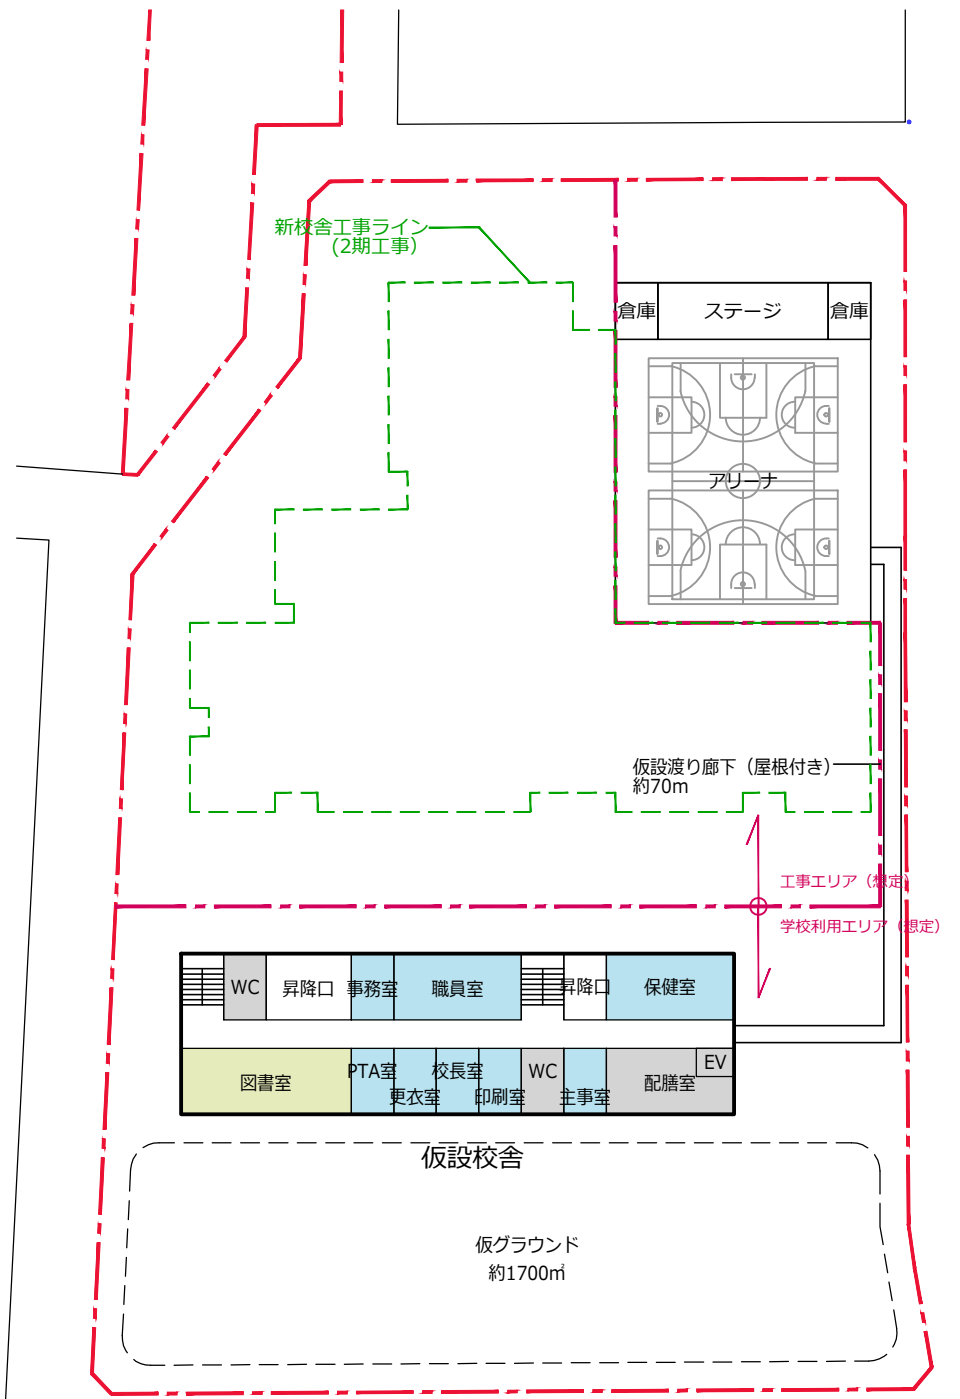 新校舎工事ライン
(2期工事)
倉庫
ステージ
倉庫
アリーナ
仮設渡り廊下（屋根付き）
約70m
工事エリア（想定）
学校利用エリア（想定）
WC
昇降口
事務室
職員室
昇降口
保健室
図書室
PTA室
更衣室
校長室
印刷室
WC
主事室
配膳室
EV
仮設校舎
仮グラウンド
約1700㎡